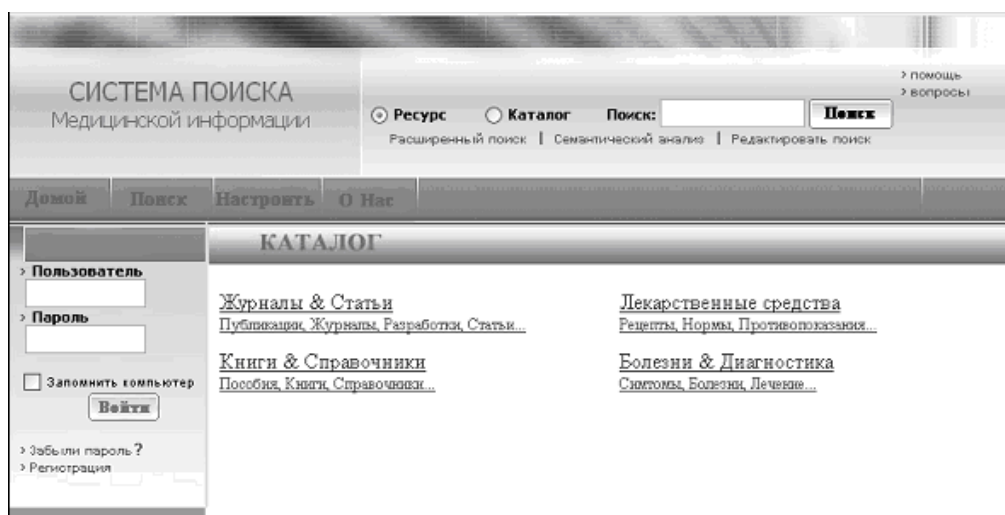 СИСТЕМА ПОИСКА
Медицинской информации
> помощь
> вопросы
Ресурс Каталог Поиск: Поиск
Расширенный поиск | Семантический анализ | Редактировать поиск
Домой Поиск Настроить О Нас
КАТАЛОГ
> Пользователь
> Пароль
Запомнить компьютер
Войти
> Забыли пароль?
> Регистрация
Журналы & Статьи
Публикации, Журналы, Разработки, Статьи...
Книги & Справочники
Пособия, Книги, Справочники...
Лекарственные средства
Рецепты, Нормы, Противопоказания...
Болезни & Диагностика
Симтомы, Болезни, Лечение...